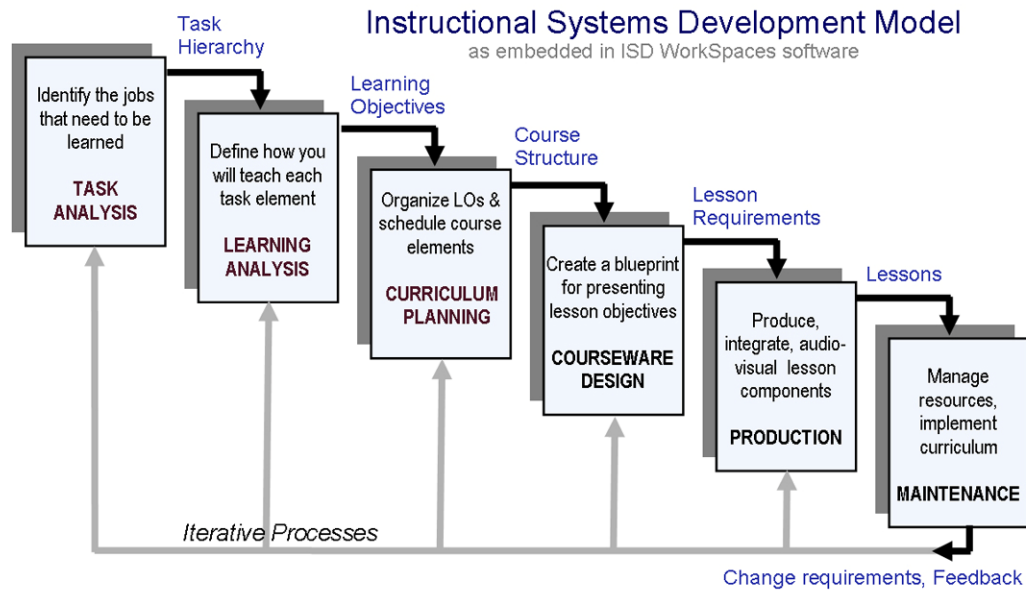 Instructional Systems Development Model
as embedded in ISD WorkSpaces software
Task
Hierarchy
Identify the jobs
that need to be
learned
TASK
ANALYSIS
Learning
Objectives
Define how you
will teach each
task element
LEARNING
ANALYSIS
Course
Structure
Organize LOs &
schedule course
elements
CURRICULUM
PLANNING
Lesson
Requirements
Create a blueprint
for presenting
lesson objectives
COURSEWARE
DESIGN
Lessons
Produce,
integrate, audio-
visual lesson
components
PRODUCTION
Manage
resources,
implement
curriculum
MAINTENANCE
Iterative Processes
Change requirements, Feedback